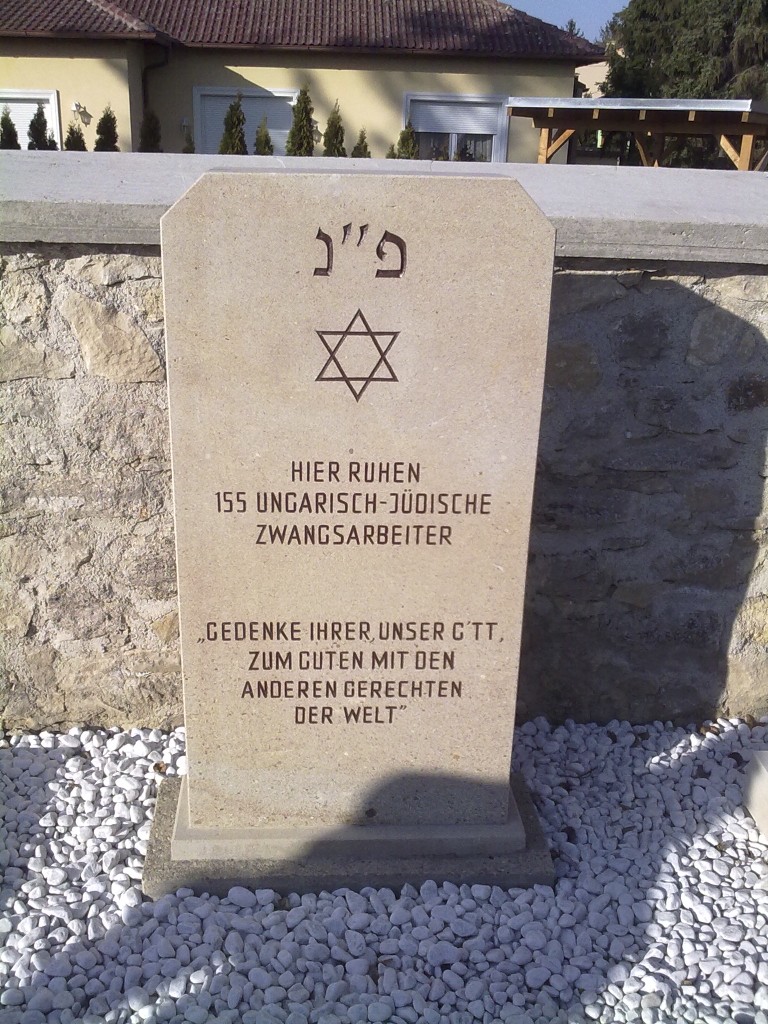 פ״נ
HIER RUHEN
155 UNGARISCH-JÜDISCHE
ZWANGSARBEITER
„GEDENKE IHRER, UNSER G'TT,
ZUM GUTEN MIT DEN
ANDEREN GERECHTEN
DER WELT”